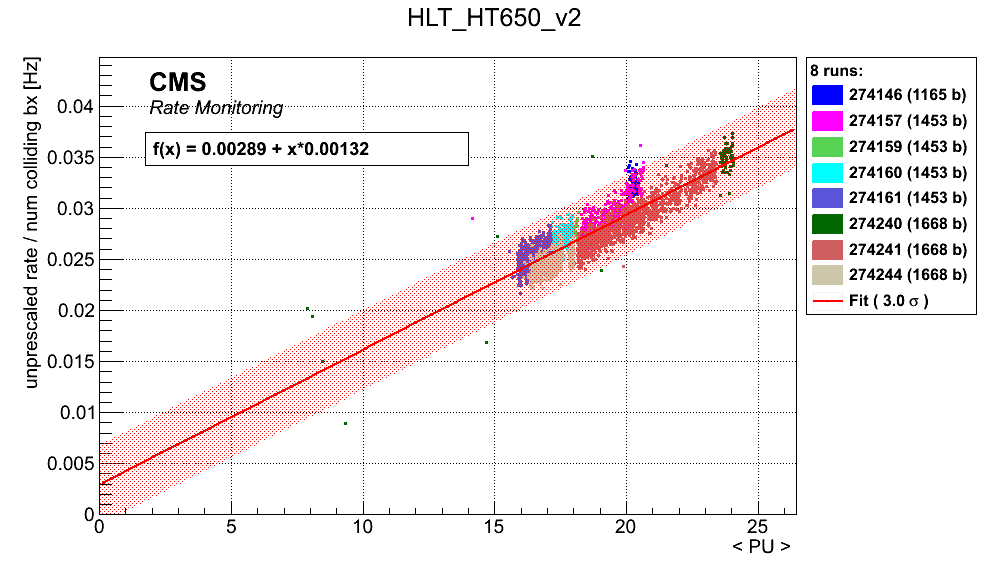 HLT_HT650_v2
unprescaled rate / num colliding bx [Hz]
CMS
Rate Monitoring
f(x) = 0.00289 + x*0.00132
0.04
0.035
0.03
0.025
0.02
0.015
0.01
0.005
0
0 5 10 15 20 25
< PU >
8 runs:
274146 (1165 b)
274157 (1453 b)
274159 (1453 b)
274160 (1453 b)
274161 (1453 b)
274240 (1668 b)
274241 (1668 b)
274244 (1668 b)
Fit ( 3.0 σ )